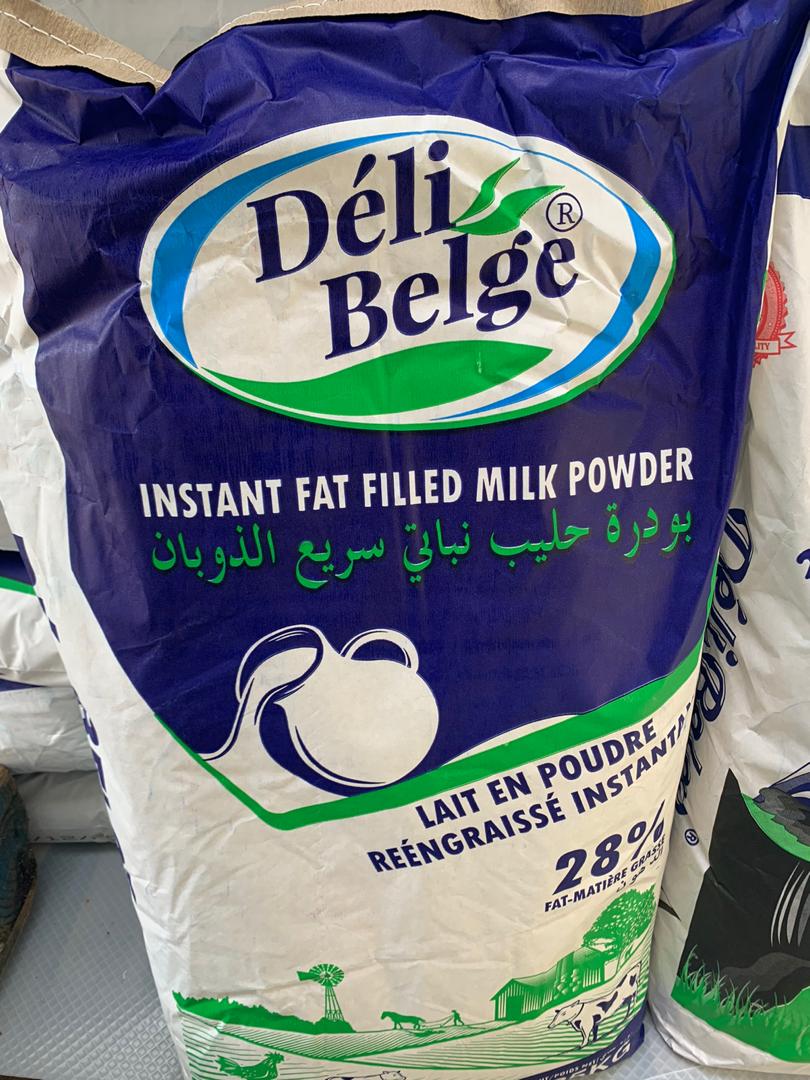 Déli
Belge®
INSTANT FAT FILLED MILK POWDER
بودرة حليب نباتي سريع الذوبان
LAIT EN POUDRE
REÉNGRAISSÉ INSTANTA
28%
FAT-MATIÈRE GRASSE